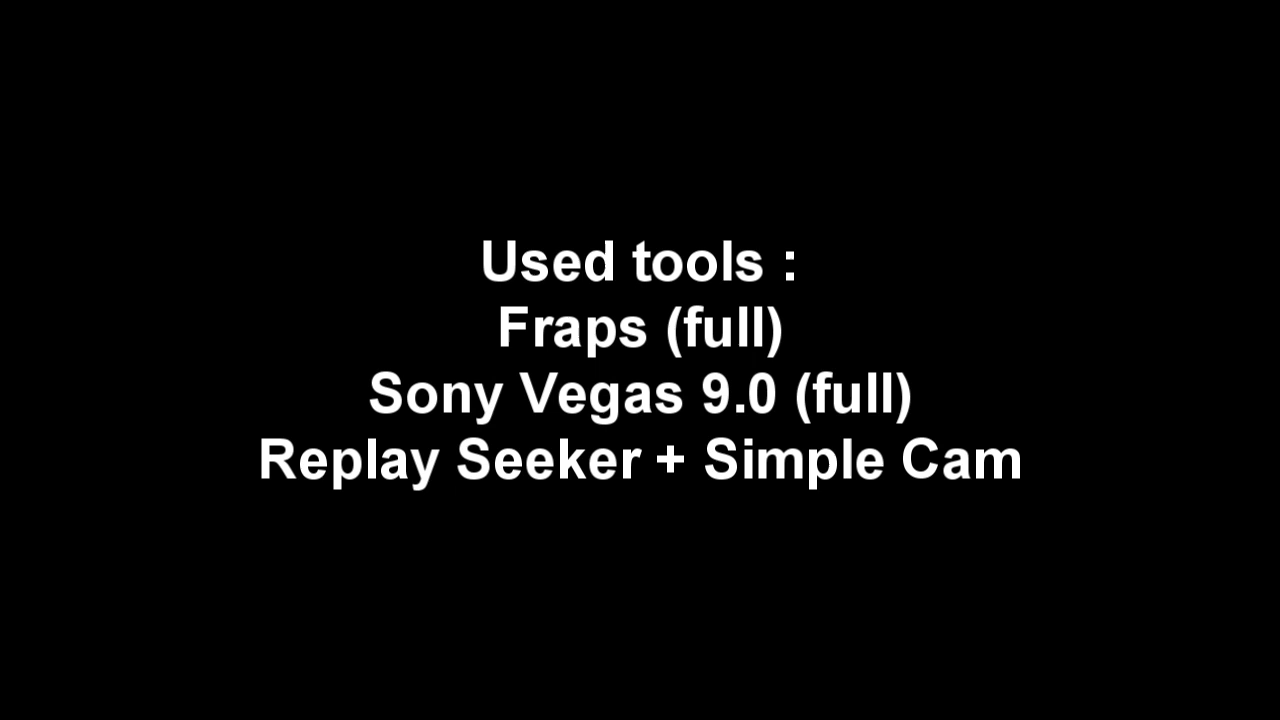 Used tools :
Fraps (full)
Sony Vegas 9.0 (full)
Replay Seeker + Simple Cam